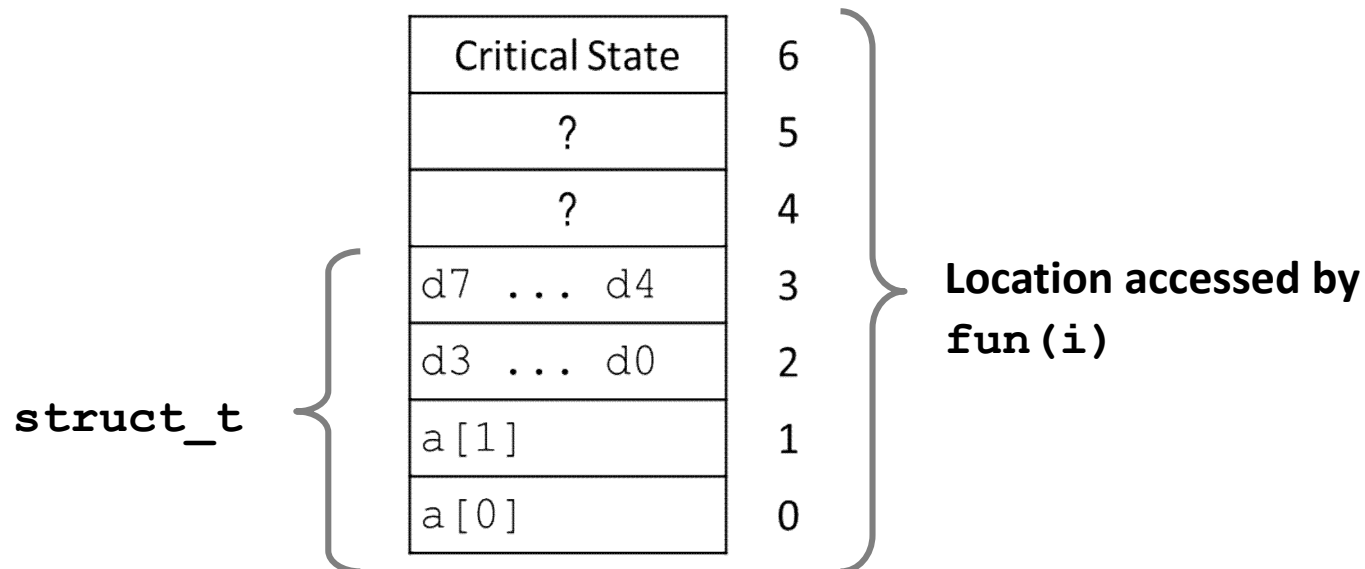 Critical State 6
? 5
? 4
d7 ... d4 3
d3 ... d0 2
a[1] 1
a[0] 0
struct_t
Location accessed by
fun(i)